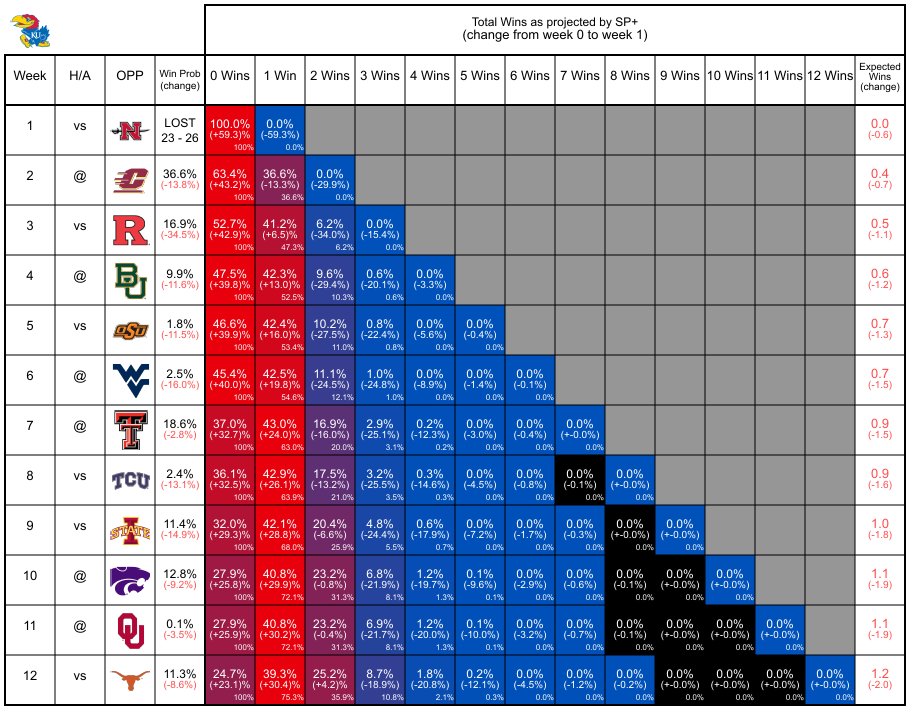 KU
Total Wins as projected by SP+
(change from week 0 to week 1)
Week H/A OPP Win Prob (change) 0 Wins 1 Win 2 Wins 3 Wins 4 Wins 5 Wins 6 Wins 7 Wins 8 Wins 9 Wins 10 Wins 11 Wins 12 Wins Expected Wins (change)
1 vs N LOST 100.0% 0.0% 0.0
23 - 26 (+59.3)% (-59.3%) (-0.6)
100% 0.0%
2 @ C 36.6% 63.4% 36.6% 0.0% 0.4
(-13.8%) (+43.2)% (-13.3%) (-29.9%) (-0.7)
100% 36.6% 0.0%
3 vs R 16.9% 52.7% 41.2% 6.2% 0.0% 0.5
(-34.5%) (+42.9)% (+6.5)% (-34.0%) (-15.4%) (-1.1)
100% 47.3% 6.2% 0.0%
4 @ BU 9.9% 47.5% 42.3% 9.6% 0.6% 0.0% 0.6
(-11.6%) (+39.8)% (+13.0)% (-29.4%) (-20.1%) (-3.3%) (-1.2)
100% 52.5% 10.3% 0.6% 0.0%
5 vs OSU 1.8% 46.6% 42.4% 10.2% 0.8% 0.0% 0.0% 0.7
(-11.5%) (+39.9)% (+16.0)% (-27.5%) (-22.4%) (-5.6%) (-0.4%) (-1.3)
100% 53.4% 11.0% 0.8% 0.0% 0.0%
6 @ WV 2.5% 45.4% 42.5% 11.1% 1.0% 0.0% 0.0% 0.0% 0.7
(-16.0%) (+40.0)% (+19.8)% (-24.5%) (-24.8%) (-8.9%) (-1.4%) (-0.1%) (-1.5)
100% 54.6% 12.1% 1.0% 0.0% 0.0% 0.0%
7 @ T 18.6% 37.0% 43.0% 16.9% 2.9% 0.2% 0.0% 0.0% 0.0% 0.9
(-2.8%) (+32.7)% (+24.0)% (-16.0%) (-25.1%) (-12.3%) (-3.0%) (-0.4%) (+-0.0%) (-1.5)
100% 63.0% 20.0% 3.1% 0.2% 0.0% 0.0% 0.0%
8 vs TCU 2.4% 36.1% 42.9% 17.5% 3.2% 0.3% 0.0% 0.0% 0.0% 0.0% 0.9
(-13.1%) (+32.5)% (+26.1)% (-13.2%) (-25.5%) (-14.6%) (-4.5%) (-0.8%) (-0.1%) (+-0.0%) (-1.6)
100% 63.9% 21.0% 3.5% 0.3% 0.0% 0.0% 0.0% 0.0%
9 vs STATE 11.4% 32.0% 42.1% 20.4% 4.8% 0.6% 0.0% 0.0% 0.0% 0.0% 0.0% 1.0
(-14.9%) (+29.3)% (+28.8)% (-6.6%) (-24.4%) (-17.9%) (-7.2%) (-1.7%) (-0.3%) (+-0.0%) (+-0.0%) (-1.8)
100% 68.0% 25.9% 5.5% 0.7% 0.0% 0.0% 0.0% 0.0% 0.0%
10 @ 12.8% 27.9% 40.8% 23.2% 6.8% 1.2% 0.1% 0.0% 0.0% 0.0% 0.0% 0.0% 1.1
(-9.2%) (+25.8)% (+29.9)% (-0.8%) (-21.9%) (-19.7%) (-9.6%) (-2.9%) (-0.6%) (-0.1%) (+-0.0%) (+-0.0%) (-1.9)
100% 72.1% 31.3% 8.1% 1.3% 0.1% 0.0% 0.0% 0.0% 0.0% 0.0%
11 @ OU 0.1% 27.9% 40.8% 23.2% 6.9% 1.2% 0.1% 0.0% 0.0% 0.0% 0.0% 0.0% 0.0% 1.1
(-3.5%) (+25.9)% (+30.2)% (-0.4%) (-21.7%) (-20.0%) (-10.0%) (-3.2%) (-0.7%) (-0.1%) (+-0.0%) (+-0.0%) (+-0.0%) (-1.9)
100% 72.1% 31.3% 8.1% 1.3% 0.1% 0.0% 0.0% 0.0% 0.0% 0.0% 0.0%
12 vs 11.3% 24.7% 39.3% 25.2% 8.7% 1.8% 0.2% 0.0% 0.0% 0.0% 0.0% 0.0% 0.0% 0.0% 1.2
(-8.6%) (+23.1)% (+30.4)% (+4.2)% (-18.9%) (-20.8%) (-12.1%) (-4.5%) (-1.2%) (-0.2%) (+-0.0%) (+-0.0%) (+-0.0%) (+-0.0%) (-2.0)
100% 75.3% 35.9% 10.8% 2.1% 0.3% 0.0% 0.0% 0.0% 0.0% 0.0% 0.0% 0.0%